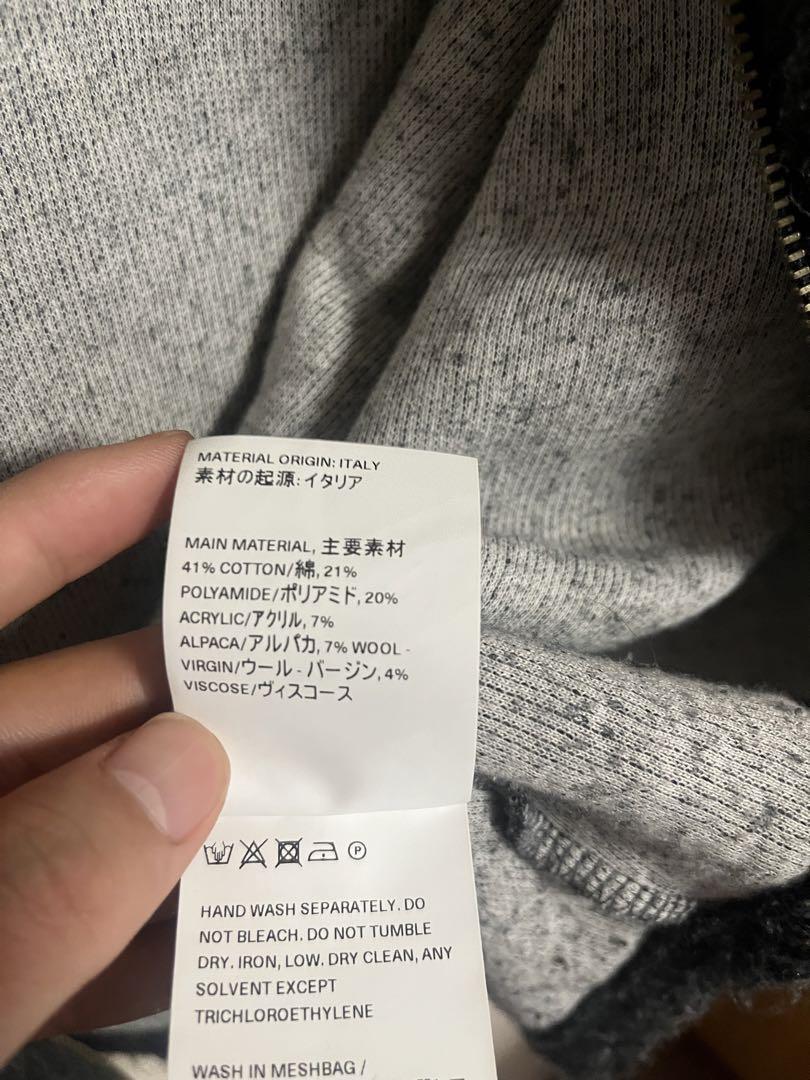 MATERIAL ORIGIN: ITALY
素材の起源:イタリア
MAIN MATERIAL, 主要素材
41% COTTON/綿, 21%
POLYAMIDE/ポリアミド, 20%
ACRYLIC/アクリル, 7%
ALPACA/アルパカ, 7% WOOL -
VIRGIN/ウール - バージン, 4%
VISCOSE/ヴィスコース
P
HAND WASH SEPARATELY. DO
NOT BLEACH. DO NOT TUMBLE
DRY. IRON, LOW. DRY CLEAN, ANY
SOLVENT EXCEPT
TRICHLOROETHYLENE
WASH IN MESHBAG /